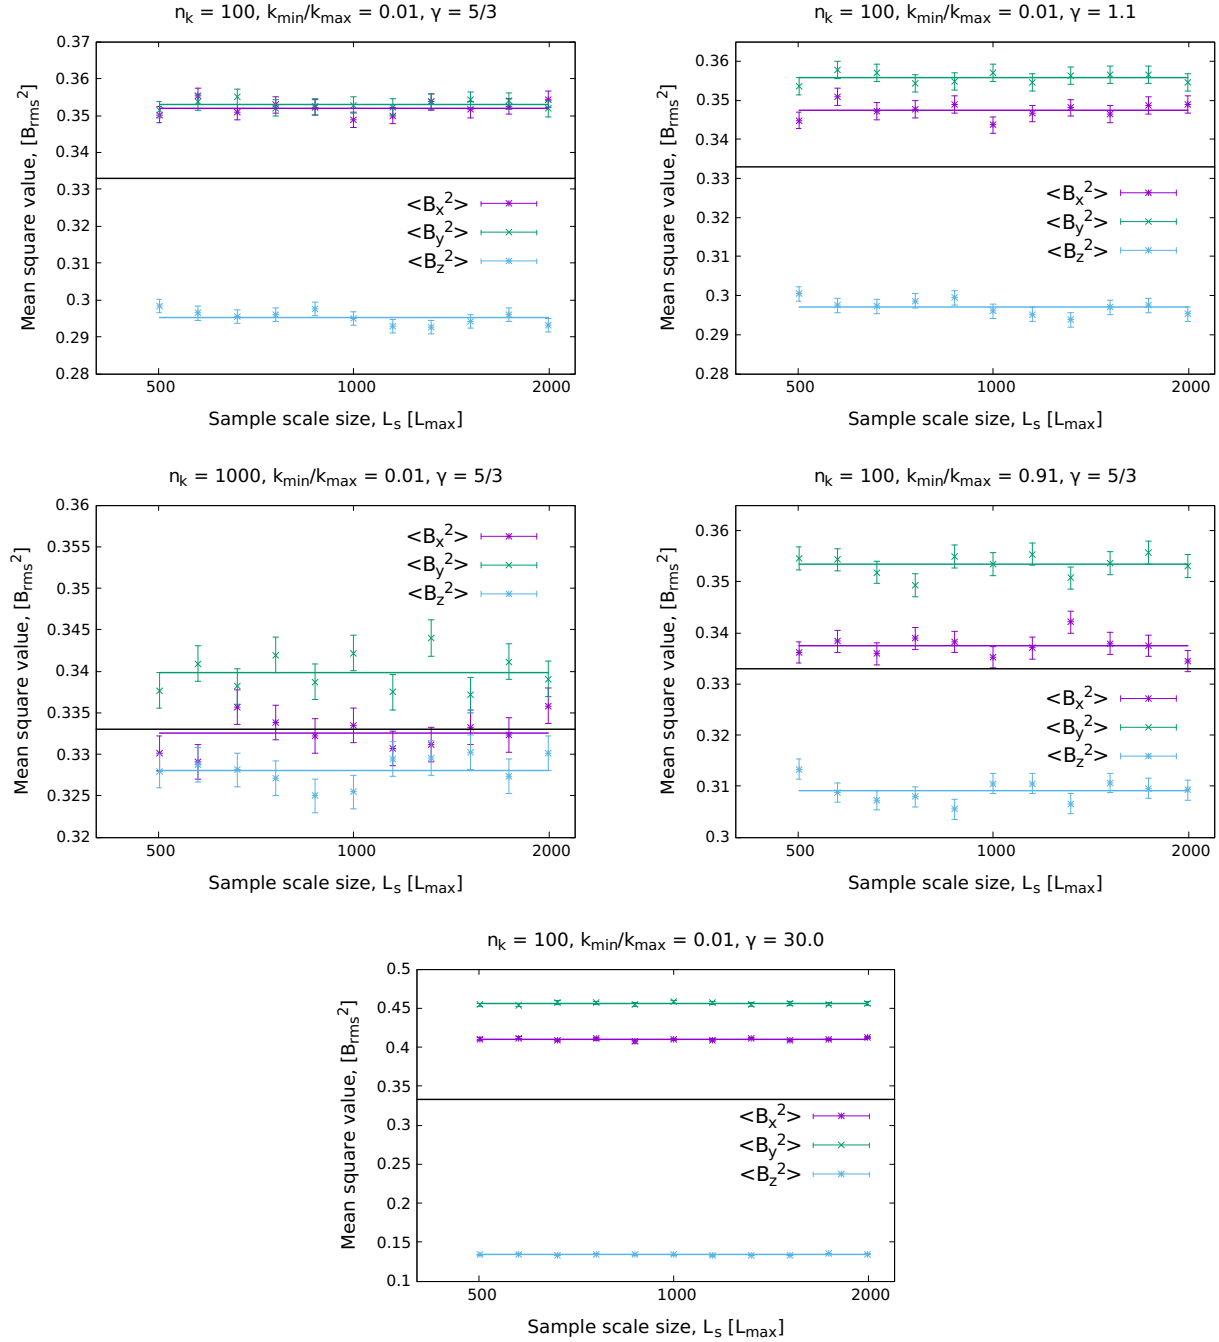 n_k = 100, k_min/k_max = 0.01, γ = 5/3
Mean square value, [B_rms^2]
0.37
0.36
0.35
0.34
0.33
0.32
0.31
0.3
0.29
0.28
<B_x^2>
<B_y^2>
<B_z^2>
500
1000
2000
Sample scale size, L_s [L_max]
n_k = 100, k_min/k_max = 0.01, γ = 1.1
Mean square value, [B_rms^2]
0.36
0.35
0.34
0.33
0.32
0.31
0.3
0.29
0.28
<B_x^2>
<B_y^2>
<B_z^2>
500
1000
2000
Sample scale size, L_s [L_max]
n_k = 1000, k_min/k_max = 0.01, γ = 5/3
Mean square value, [B_rms^2]
0.36
0.355
0.35
0.345
0.34
0.335
0.33
0.325
0.32
<B_x^2>
<B_y^2>
<B_z^2>
500
1000
2000
Sample scale size, L_s [L_max]
n_k = 100, k_min/k_max = 0.91, γ = 5/3
Mean square value, [B_rms^2]
0.36
0.35
0.34
0.33
0.32
0.31
0.3
<B_x^2>
<B_y^2>
<B_z^2>
500
1000
2000
Sample scale size, L_s [L_max]
n_k = 100, k_min/k_max = 0.01, γ = 30.0
Mean square value, [B_rms^2]
0.5
0.45
0.4
0.35
0.3
0.25
0.2
0.15
0.1
<B_x^2>
<B_y^2>
<B_z^2>
500
1000
2000
Sample scale size, L_s [L_max]